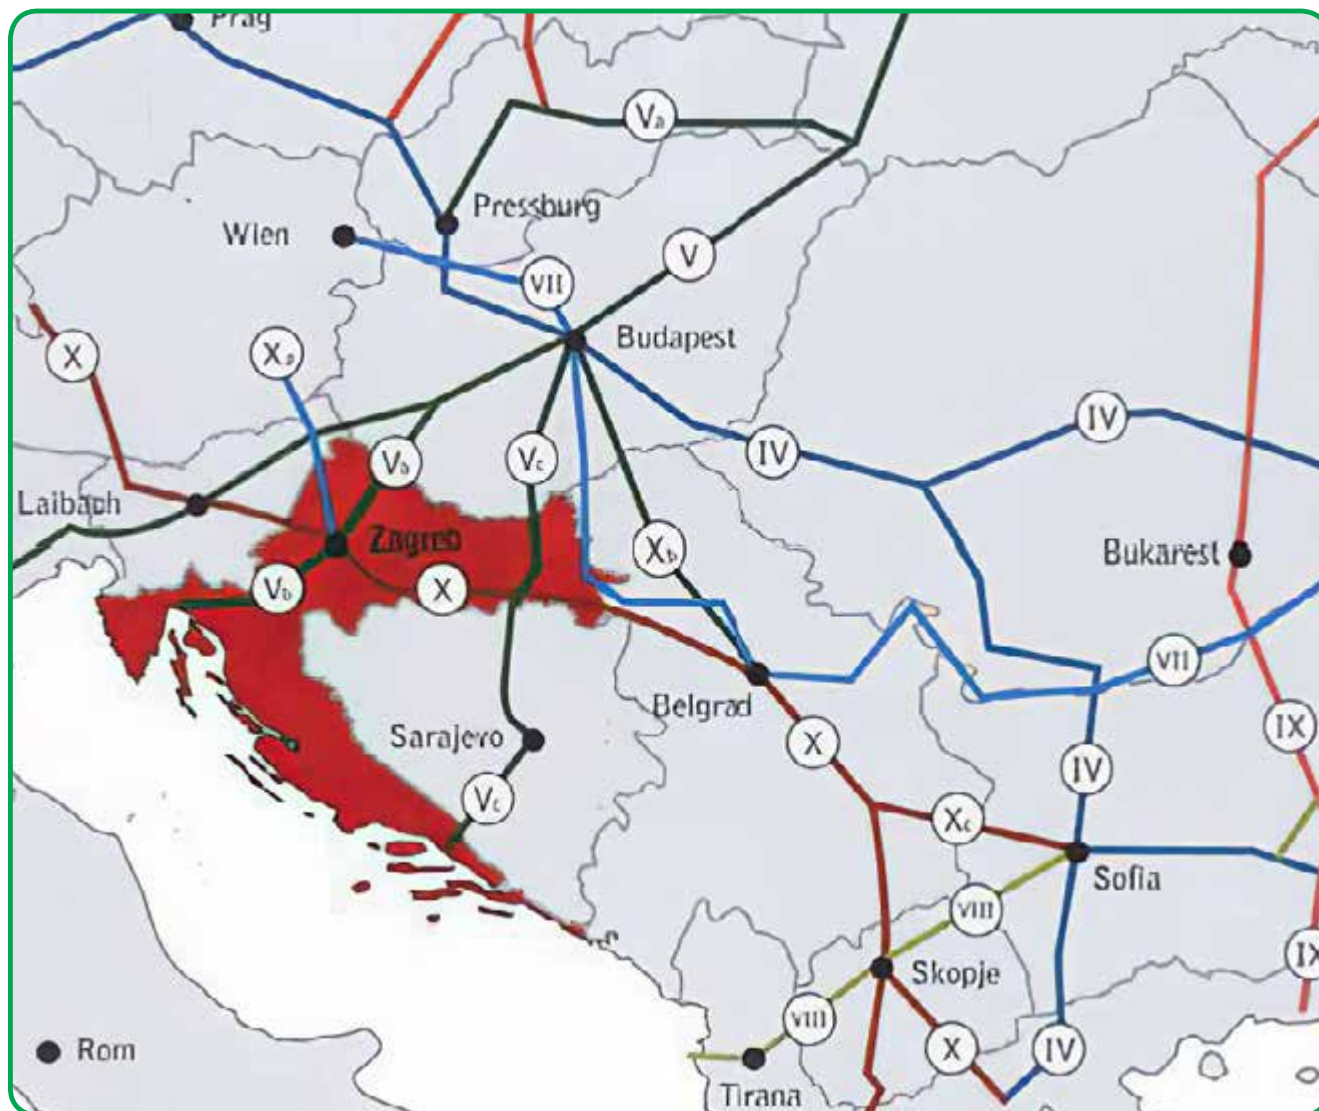 Prag
Va
Pressburg
Wien
V
VII
Budapest
X
Xa
IV
IV
Vb
Vc
Laibach
Zagreb
Xb
Bukarest
Vb
X
VII
Belgrad
Sarajevo
X
IX
IV
Vc
Xc
Sofia
VIII
Skopje
IX
VIII
X
IV
Rom
Tirana